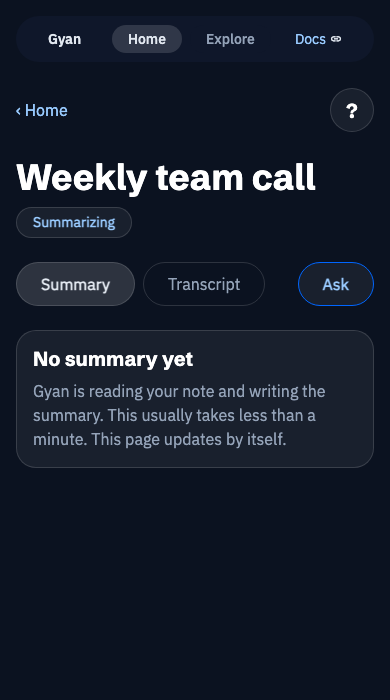 Gyan Home Explore Docs
‹ Home ?
Weekly team call
Summarizing
Summary Transcript Ask
No summary yet
Gyan is reading your note and writing the
summary. This usually takes less than a
minute. This page updates by itself.